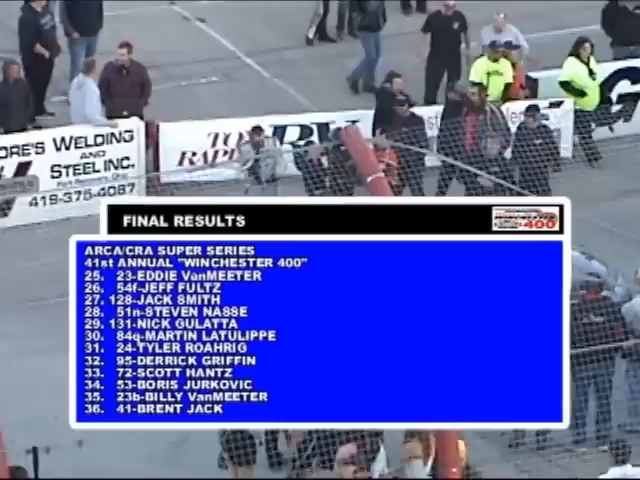 ORE'S WELDING
AND
STEEL INC.
419-375-4087
RV
G
FINAL RESULTS
WINCHESTER
400
ARCA/CRA SUPER SERIES
41st ANNUAL "WINCHESTER 400"
25. 23-EDDIE VanMEETER
26. 54f-JEFF FULTZ
27. 128-JACK SMITH
28. 51n-STEVEN NASSE
29. 131-NICK GULATTA
30. 84q-MARTIN LATULIPPE
31. 24-TYLER ROAHRIG
32. 95-DERRICK GRIFFIN
33. 72-SCOTT HANTZ
34. 53-BORIS JURKOVIC
35. 23b-BILLY VanMEETER
36. 41-BRENT JACK